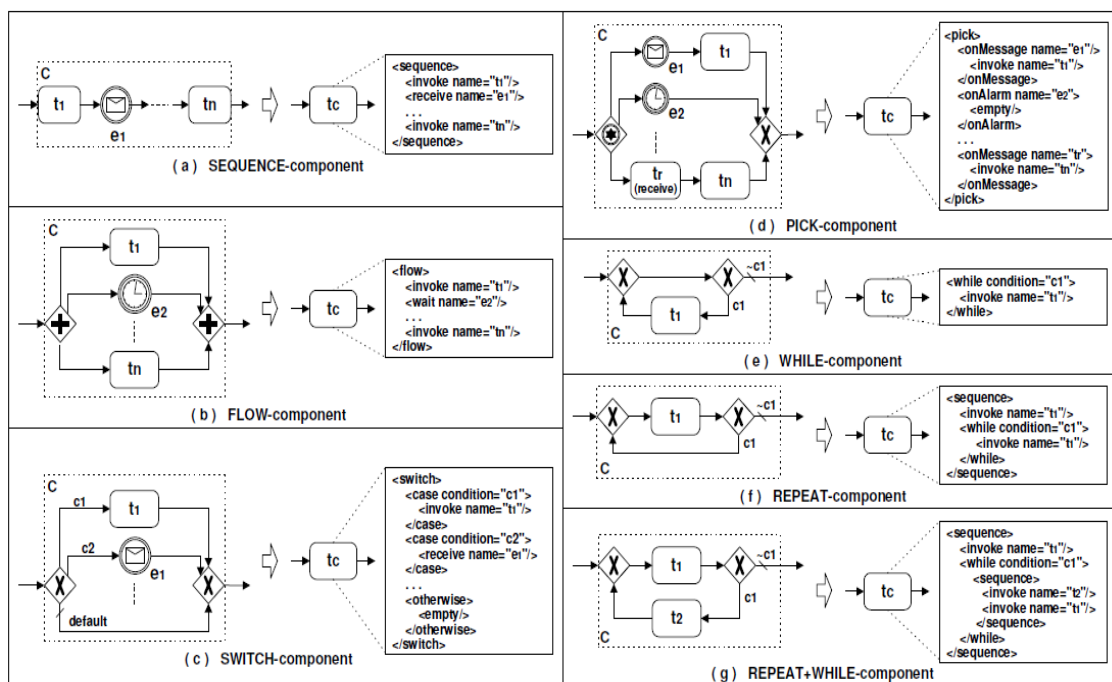 C
t1
e1
tn
tc
<sequence>
<invoke name="t1"/>
<receive name="e1"/>
...
<invoke name="tn"/>
</sequence>
( a ) SEQUENCE-component
C
t1
e2
tn
tc
<flow>
<invoke name="t1"/>
<wait name="e2"/>
...
<invoke name="tn"/>
</flow>
( b ) FLOW-component
C
c1
t1
c2
e1
default
tc
<switch>
<case condition="c1">
<invoke name="t1"/>
</case>
<case condition="c2">
<receive name="e1"/>
</case>
...
<otherwise>
<empty/>
</otherwise>
</switch>
( c ) SWITCH-component
C
e1
t1
e2
tr
(receive)
tn
tc
<pick>
<onMessage name="e1">
<invoke name="t1"/>
</onMessage>
<onAlarm name="e2">
<empty/>
</onAlarm>
...
<onMessage name="tr">
<invoke name="tn"/>
</onMessage>
</pick>
( d ) PICK-component
~c1
t1
c1
C
tc
<while condition="c1">
<invoke name="t1"/>
</while>
( e ) WHILE-component
t1
~c1
c1
C
tc
<sequence>
<invoke name="t1"/>
<while condition="c1">
<invoke name="t1"/>
</while>
</sequence>
( f ) REPEAT-component
t1
~c1
c1
t2
C
tc
<sequence>
<invoke name="t1"/>
<while condition="c1">
<sequence>
<invoke name="t2"/>
<invoke name="t1"/>
</sequence>
</while>
</sequence>
( g ) REPEAT+WHILE-component